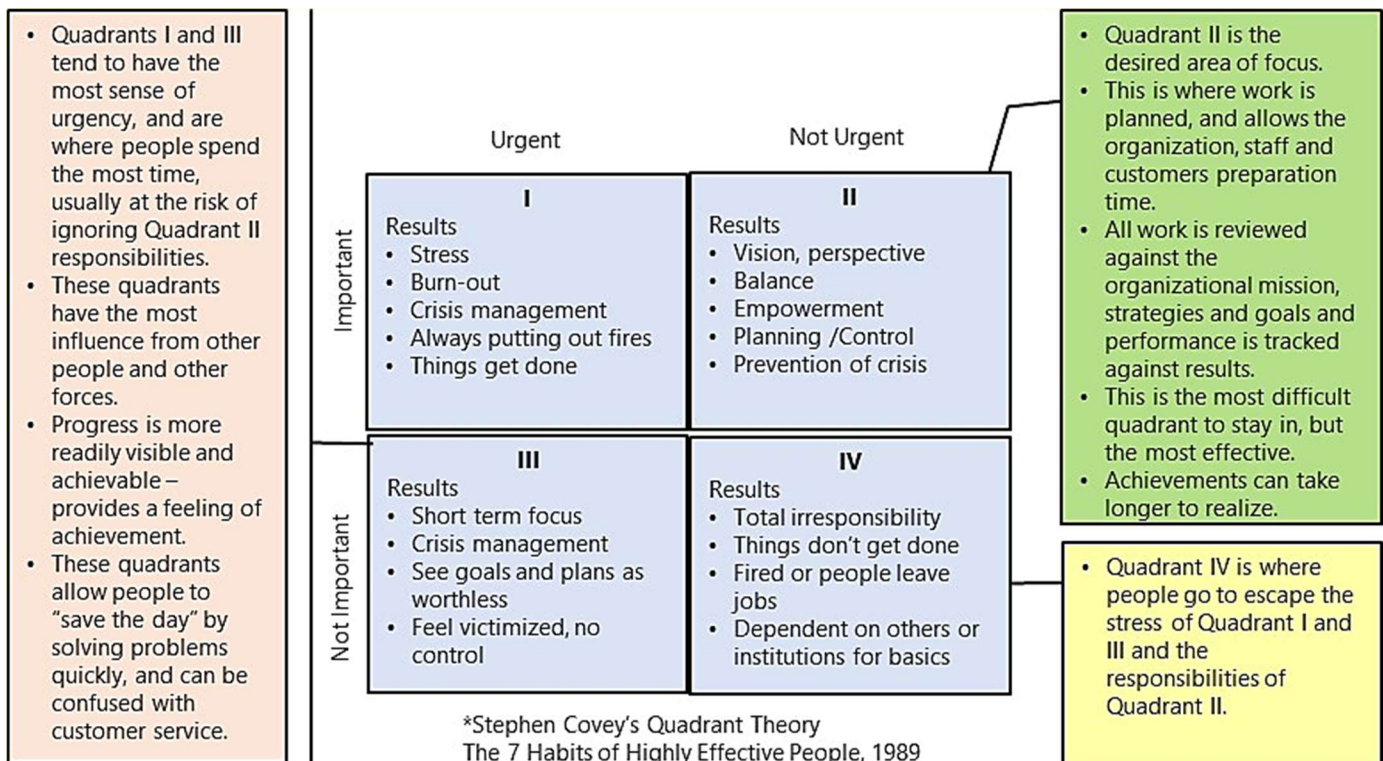 • Quadrants I and III
tend to have the
most sense of
urgency, and are
where people spend
the most time,
usually at the risk of
ignoring Quadrant II
responsibilities.
• These quadrants
have the most
influence from other
people and other
forces.
• Progress is more
readily visible and
achievable –
provides a feeling of
achievement.
• These quadrants
allow people to
“save the day” by
solving problems
quickly, and can be
confused with
customer service.
Urgent
Not Urgent
Important
I
Results
• Stress
• Burn-out
• Crisis management
• Always putting out fires
• Things get done
II
Results
• Vision, perspective
• Balance
• Empowerment
• Planning /Control
• Prevention of crisis
Not Important
III
Results
• Short term focus
• Crisis management
• See goals and plans as
worthless
• Feel victimized, no
control
IV
Results
• Total irresponsibility
• Things don’t get done
• Fired or people leave
jobs
• Dependent on others or
institutions for basics
*Stephen Covey’s Quadrant Theory
The 7 Habits of Highly Effective People, 1989
• Quadrant II is the
desired area of focus.
• This is where work is
planned, and allows the
organization, staff and
customers preparation
time.
• All work is reviewed
against the
organizational mission,
strategies and goals and
performance is tracked
against results.
• This is the most difficult
quadrant to stay in, but
the most effective.
• Achievements can take
longer to realize.
• Quadrant IV is where
people go to escape the
stress of Quadrant I and
III and the
responsibilities of
Quadrant II.